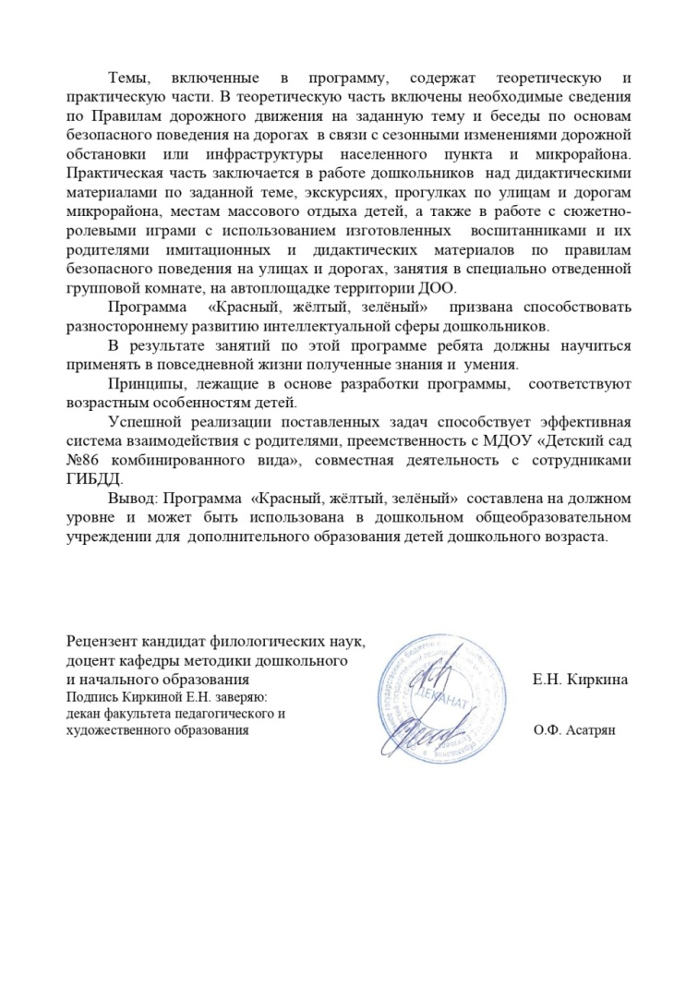 Темы, включенные в программу, содержат теоретическую и
практическую части. В теоретическую часть включены необходимые сведения
по Правилам дорожного движения на заданную тему и беседы по основам
безопасного поведения на дорогах в связи с сезонными изменениями дорожной
обстановки или инфраструктуры населенного пункта и микрорайона.
Практическая часть заключается в работе дошкольников над дидактическими
материалами по заданной теме, экскурсиях, прогулках по улицам и дорогам
микрорайона, местам массового отдыха детей, а также в работе с сюжетно-
ролевыми играми с использованием изготовленных воспитанниками и их
родителями имитационных и дидактических материалов по правилам
безопасного поведения на улицах и дорогах, занятия в специально отведенной
групповой комнате, на автоплощадке территории ДОО.
Программа «Красный, жёлтый, зелёный» призвана способствовать
разностороннему развитию интеллектуальной сферы дошкольников.
В результате занятий по этой программе ребята должны научиться
применять в повседневной жизни полученные знания и умения.
Принципы, лежащие в основе разработки программы, соответствуют
возрастным особенностям детей.
Успешной реализации поставленных задач способствует эффективная
система взаимодействия с родителями, преемственность с МДОУ «Детский сад
№86 комбинированного вида», совместная деятельность с сотрудниками
ГИБДД.
Вывод: Программа «Красный, жёлтый, зелёный» составлена на должном
уровне и может быть использована в дошкольном общеобразовательном
учреждении для дополнительного образования детей дошкольного возраста.
Рецензент кандидат филологических наук,
доцент кафедры методики дошкольного
и начального образования Е.Н. Киркина
Подпись Киркиной Е.Н. заверяю:
декан факультета педагогического и
художественного образования О.Ф. Асатрян
ДЕКАНАТ